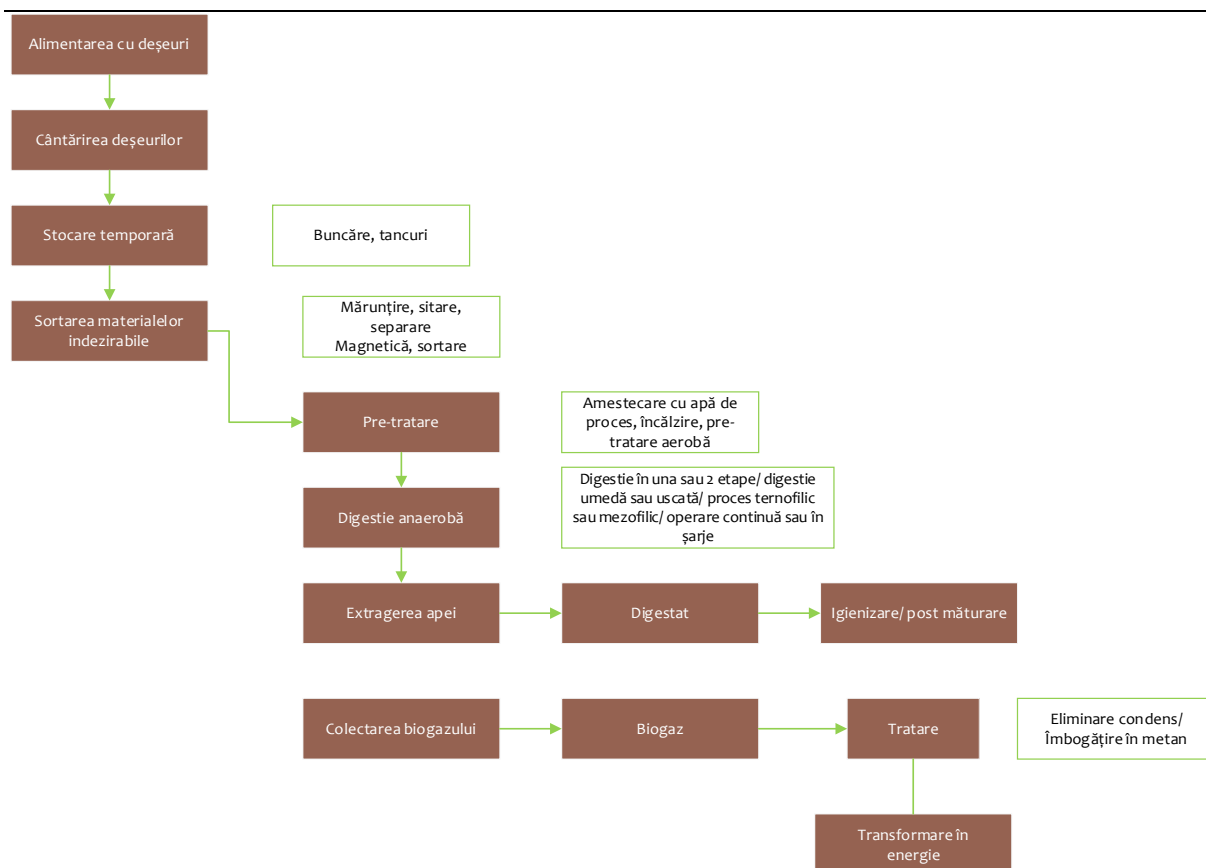 Alimentarea cu deșeuri
Cântărirea deșeurilor
Stocare temporară
Buncăre, tancuri
Sortarea materialelor
indezirabile
Mărunțire, sitare,
separare
Magnetică, sortare
Pre-tratare
Amestecare cu apă de
proces, încălzire, pre-
tratare aerobă
Digestie anaerobă
Digestie în una sau 2 etape/ digestie
umedă sau uscată/ proces ternofilic
sau mezofilic/ operare continuă sau în
șarje
Extragerea apei
Digestat
Igienizare/ post măturare
Colectarea biogazului
Biogaz
Tratare
Eliminare condens/
Îmbogățire în metan
Transformare în
energie